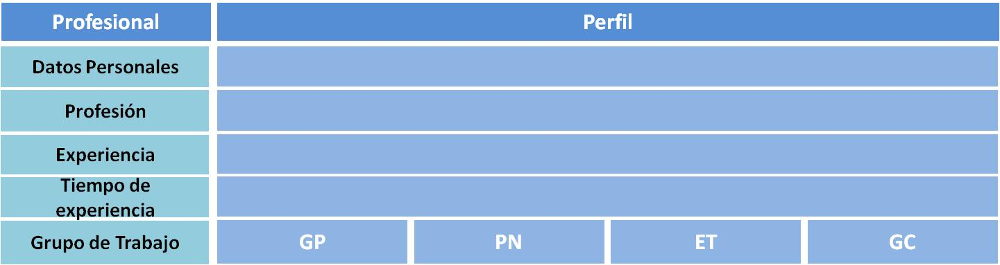 Profesional Perfil
Datos Personales
Profesión
Experiencia
Tiempo de
experiencia
Grupo de Trabajo GP PN ET GC